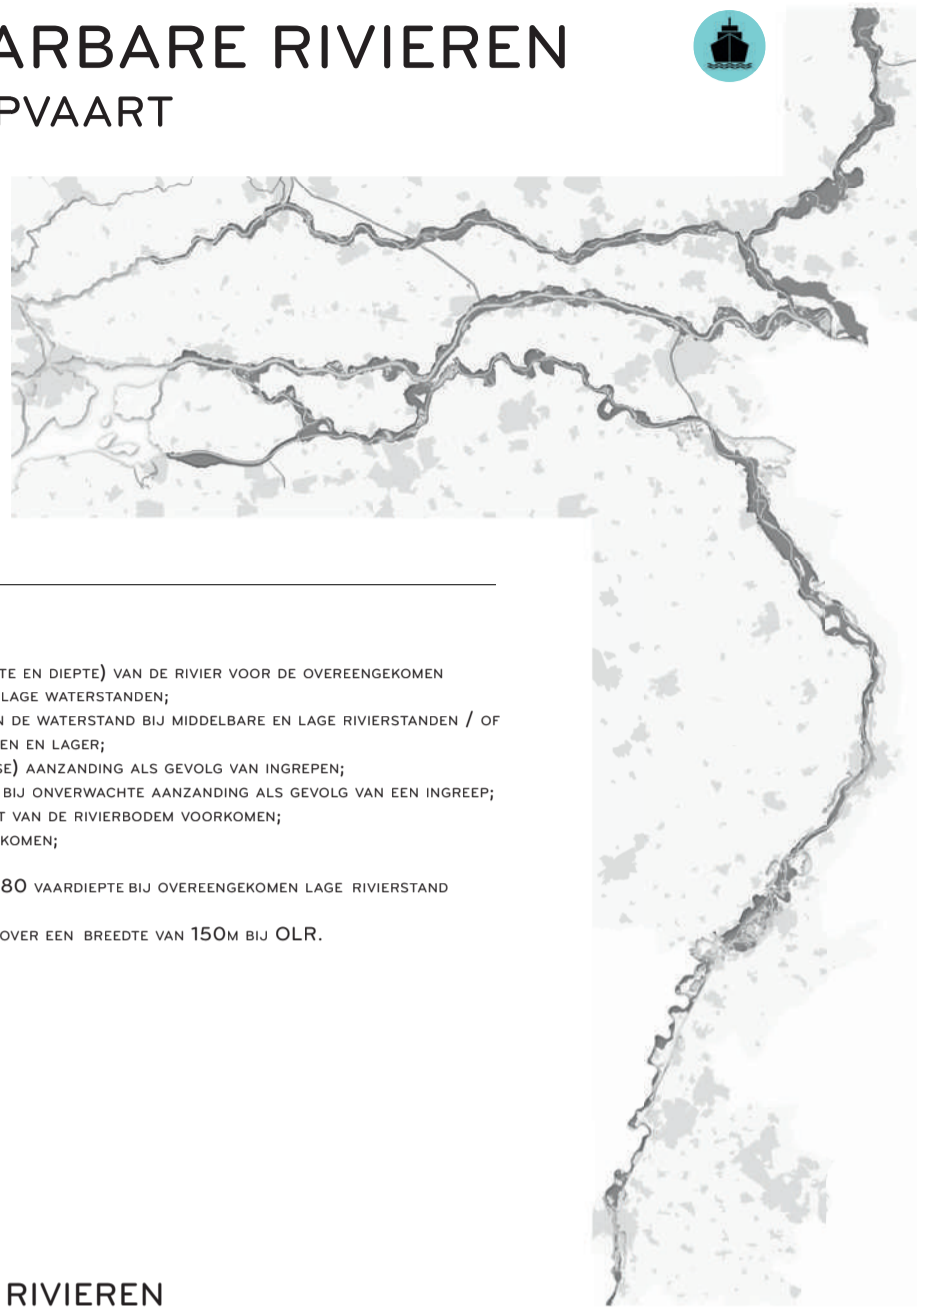 ARBARE RIVIEREN
PVAART
TE EN DIEPTE) VAN DE RIVIER VOOR DE OVEREENGEKOMEN
LAGE WATERSTANDEN;
N DE WATERSTAND BIJ MIDDELBARE EN LAGE RIVIERSTANDEN / OF
EN EN LAGER;
SE) AANZANDING ALS GEVOLG VAN INGREPEN;
BIJ ONVERWACHTE AANZANDING ALS GEVOLG VAN EEN INGREEP;
T VAN DE RIVIERBODEM VOORKOMEN;
KOMEN;
80 VAARDIEPTE BIJ OVEREENGEKOMEN LAGE RIVIERSTAND
OVER EEN BREEDTE VAN 150M BIJ OLR.
RIVIEREN